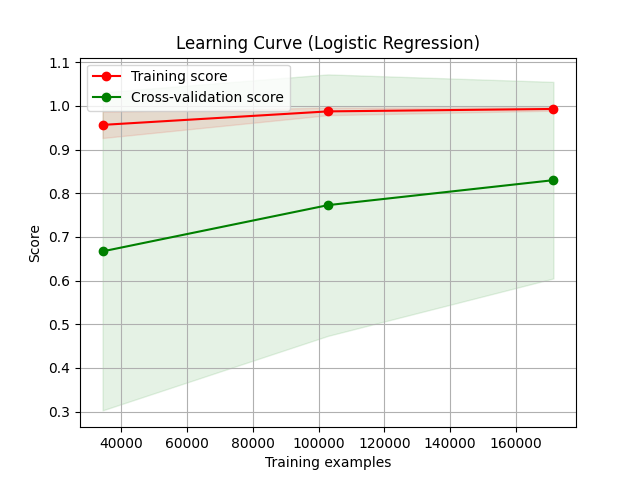 Learning Curve (Logistic Regression)
1.1
Training score
Cross-validation score
1.0
0.9
0.8
0.7
0.6
0.5
0.4
0.3
Score
40000 60000 80000 100000 120000 140000 160000
Training examples